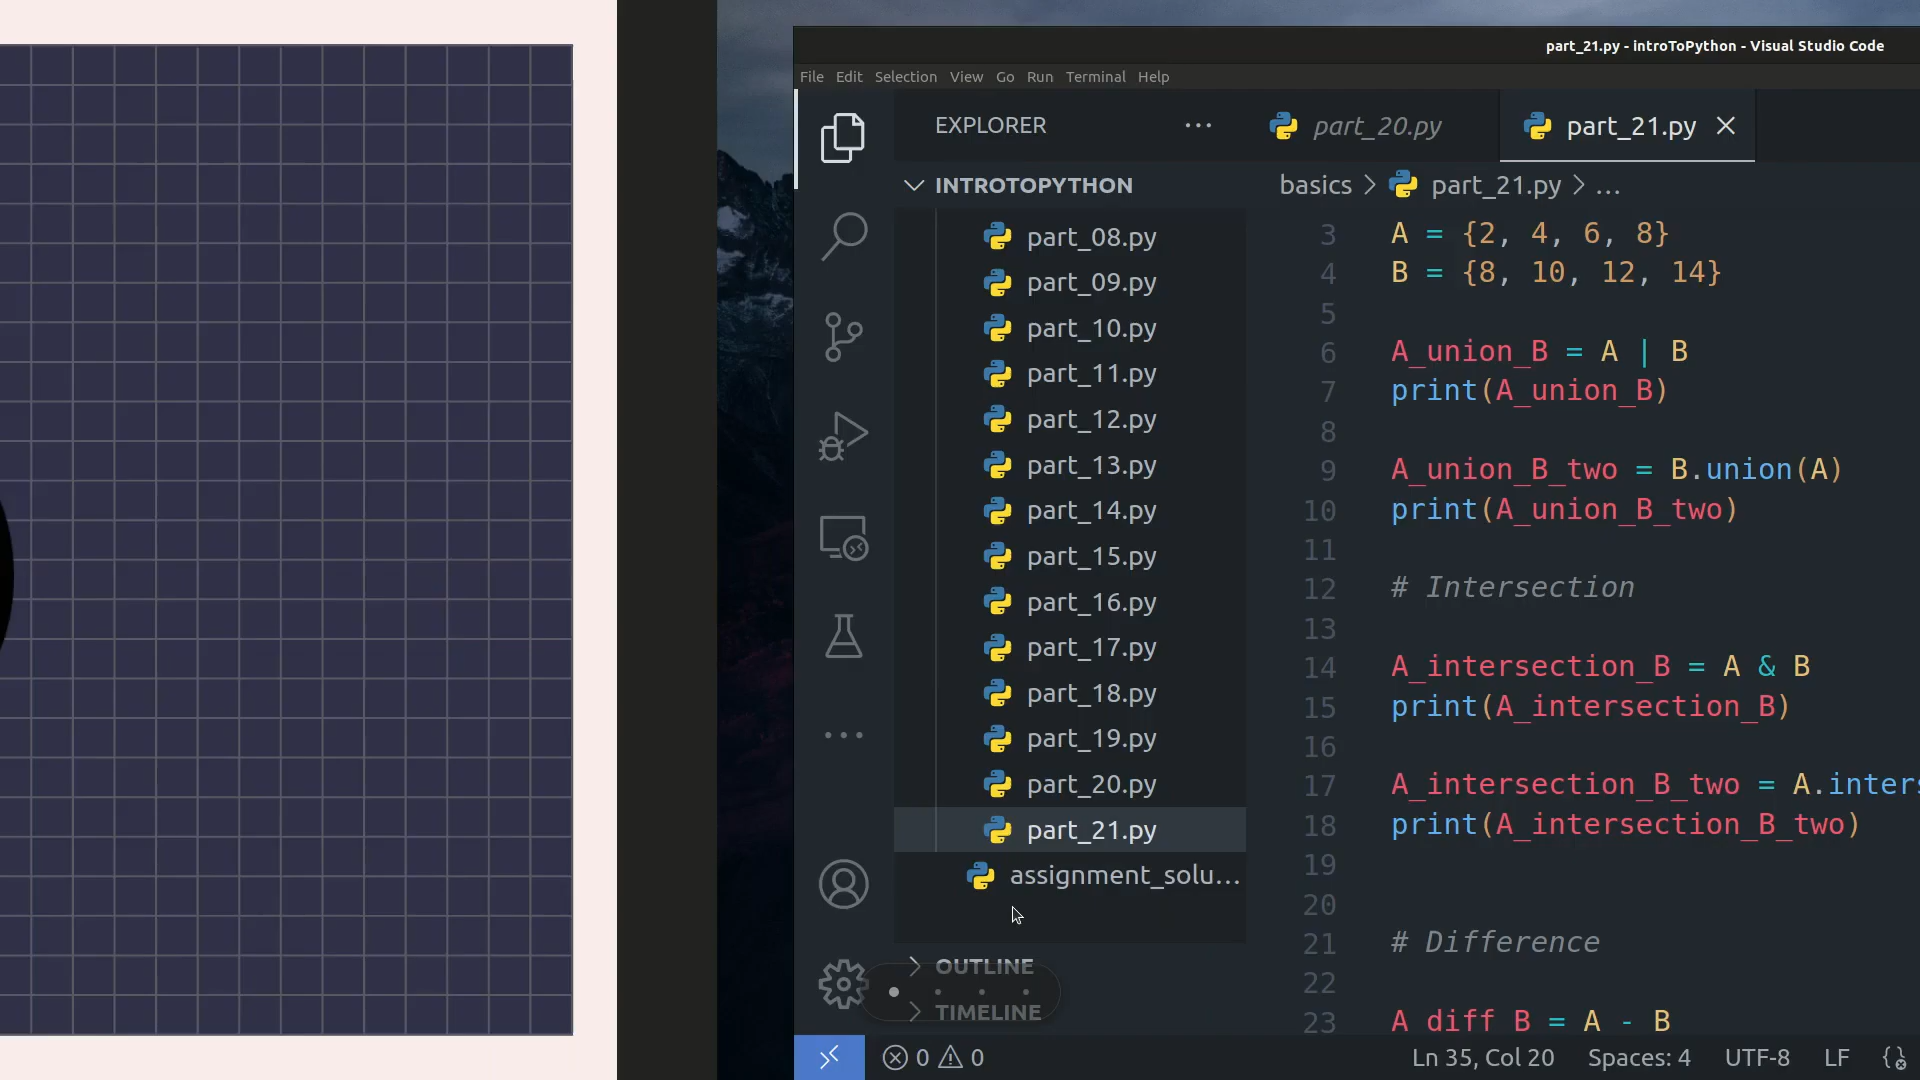 part_21.py - introToPython - Visual Studio Code
File Edit Selection View Go Run Terminal Help
EXPLORER
part_20.py
part_21.py
INTROTOPYTHON
basics > part_21.py > ...
part_08.py
part_09.py
part_10.py
part_11.py
part_12.py
part_13.py
part_14.py
part_15.py
part_16.py
part_17.py
part_18.py
part_19.py
part_20.py
part_21.py
assignment_solu...
OUTLINE
TIMELINE
3 A = {2, 4, 6, 8}
4 B = {8, 10, 12, 14}
5
6 A_union_B = A | B
7 print(A_union_B)
8
9 A_union_B_two = B.union(A)
10 print(A_union_B_two)
11
12 # Intersection
13
14 A_intersection_B = A & B
15 print(A_intersection_B)
16
17 A_intersection_B_two = A.inters
18 print(A_intersection_B_two)
19
20
21 # Difference
22
23 A_diff_B = A - B
0 0
Ln 35, Col 20 Spaces: 4 UTF-8 LF